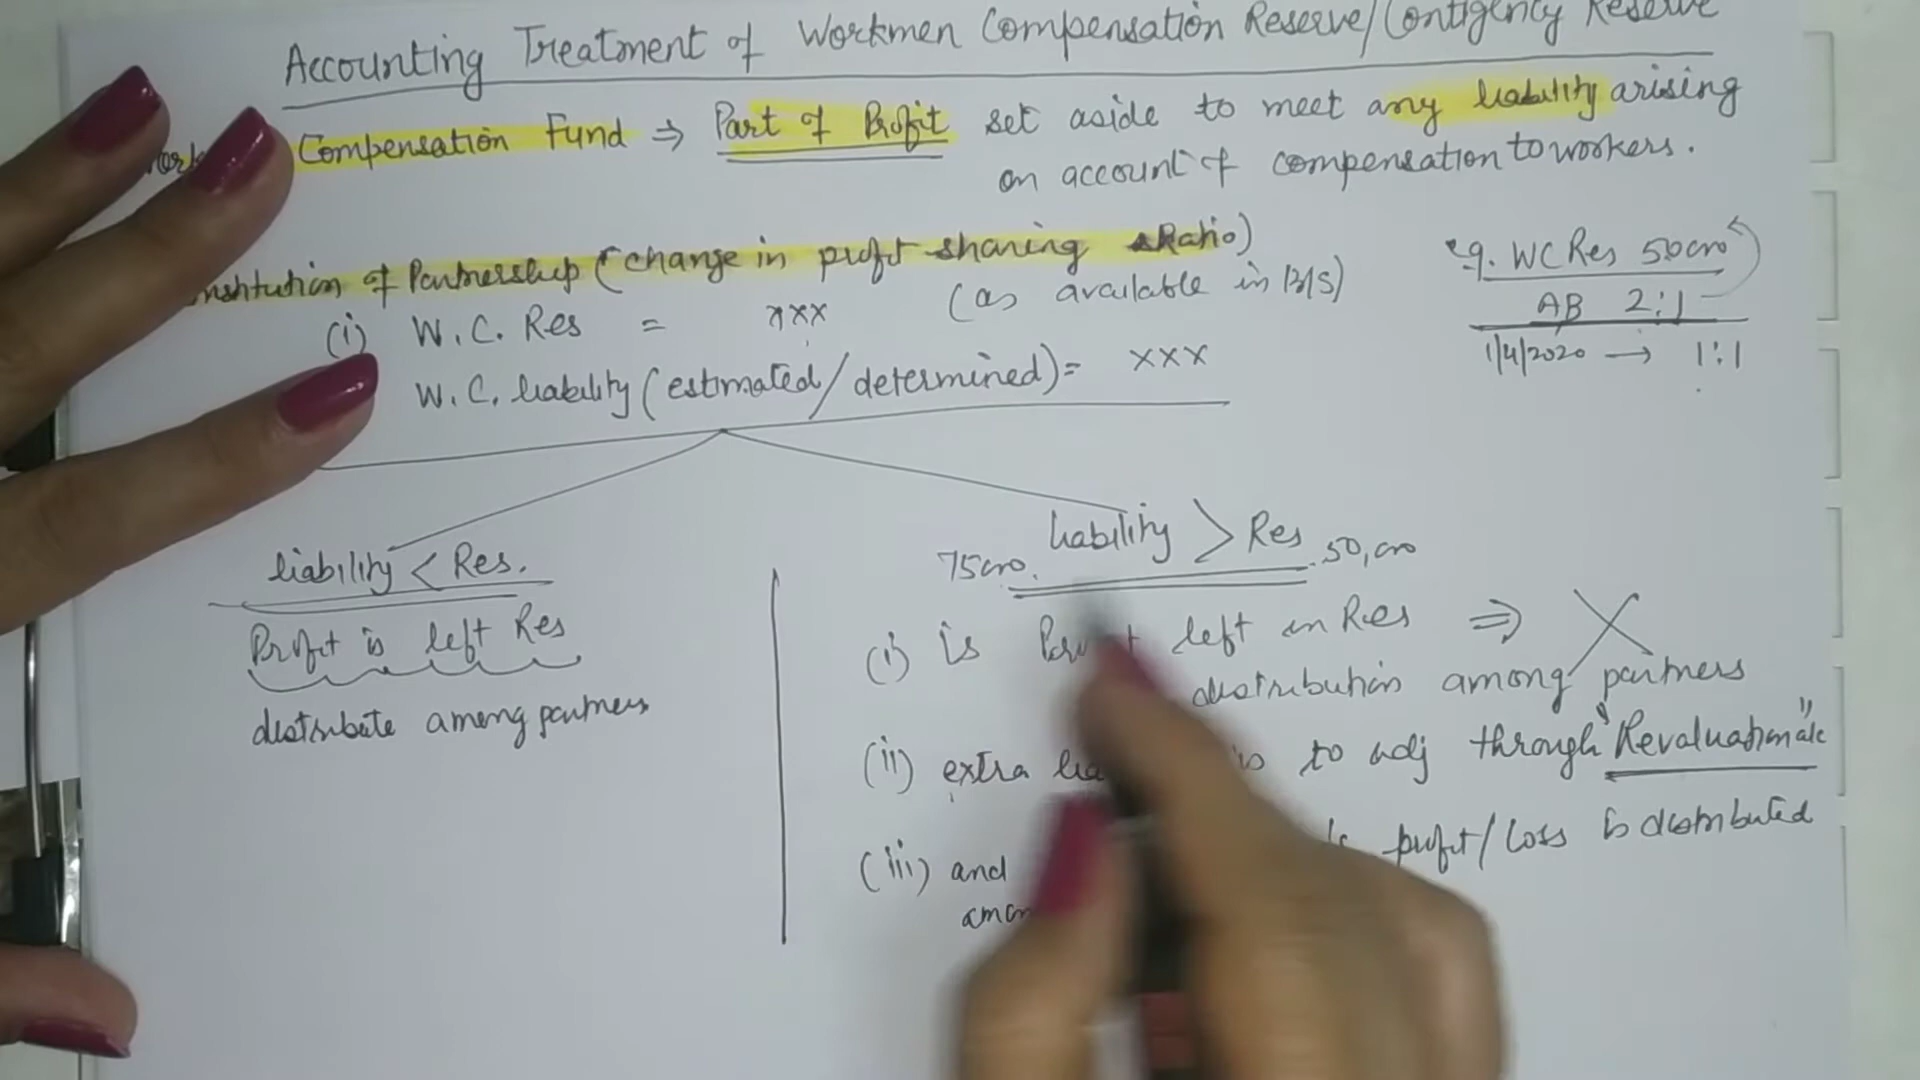 Accounting Treatment of Workmen Compensation Reserve/Contigency Reserve
Compensation Fund ⇒ Part of Profit set aside to meet any liability arising
on account of compensation to workers.
of Partnership (change in profit sharing Ratio)
(i) W.C. Res = xxx (as available in B/S)
W.C. liability (estimated/determined) = xxx
eg. WC Res 50,000
AB 2:1
1/4/2020 → 1:1
liability < Res.
Profit is left Res
distribute among partners
75000. liability > Res 50,000
(i) is left in Res ⇒ X
distribution among partners
(ii) extra is to adj through "Revaluation a/c"
(iii) and profit/loss is distributed